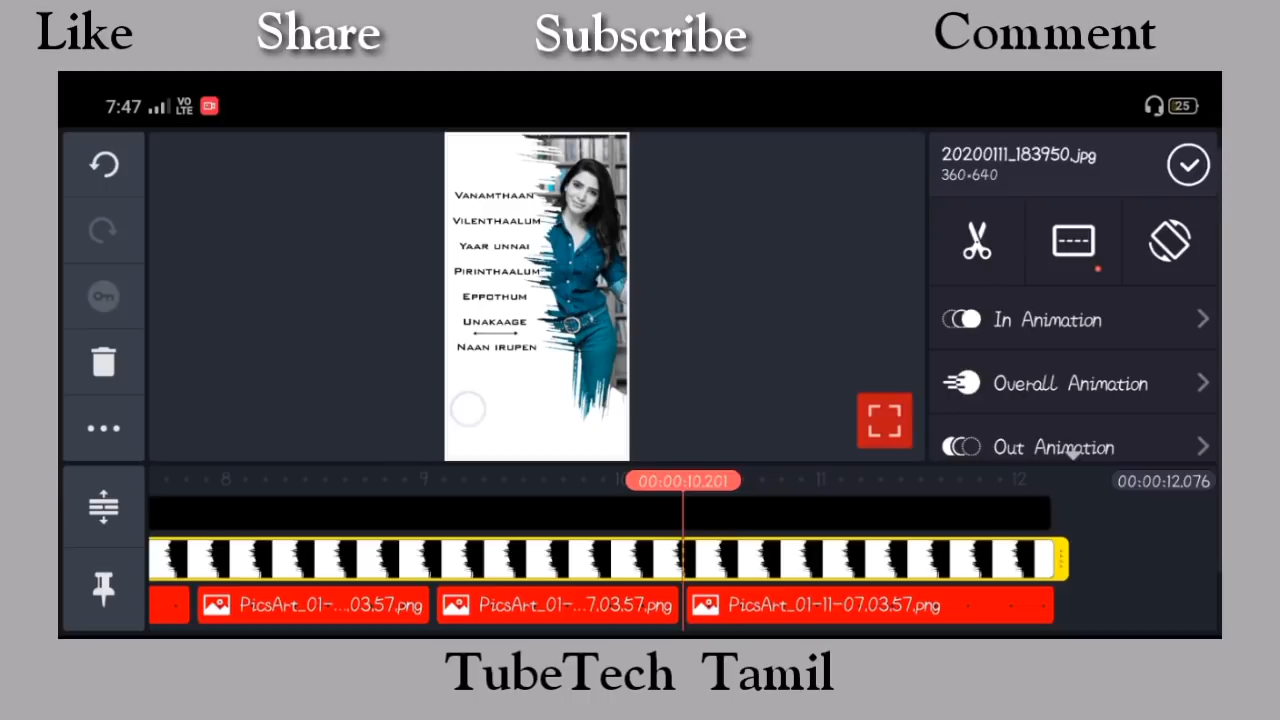 Like Share Subscribe Comment
7:47 VO LTE 25
20200111_183950.jpg
360×640
VANAMTHAAN
VILENTHAALUM
YAAR UNNAI
PIRINTHAALUM
EPPOTHUM
UNAKAAGE
NAAN IRUPEN
In Animation
Overall Animation
Out Animation
8 9 10 00:00:10.201 11 12 00:00:12.076
PicsArt_01-...,03.57.png PicsArt_01-...7.03.57.png PicsArt_01-11-07.03.57.png
TubeTech Tamil